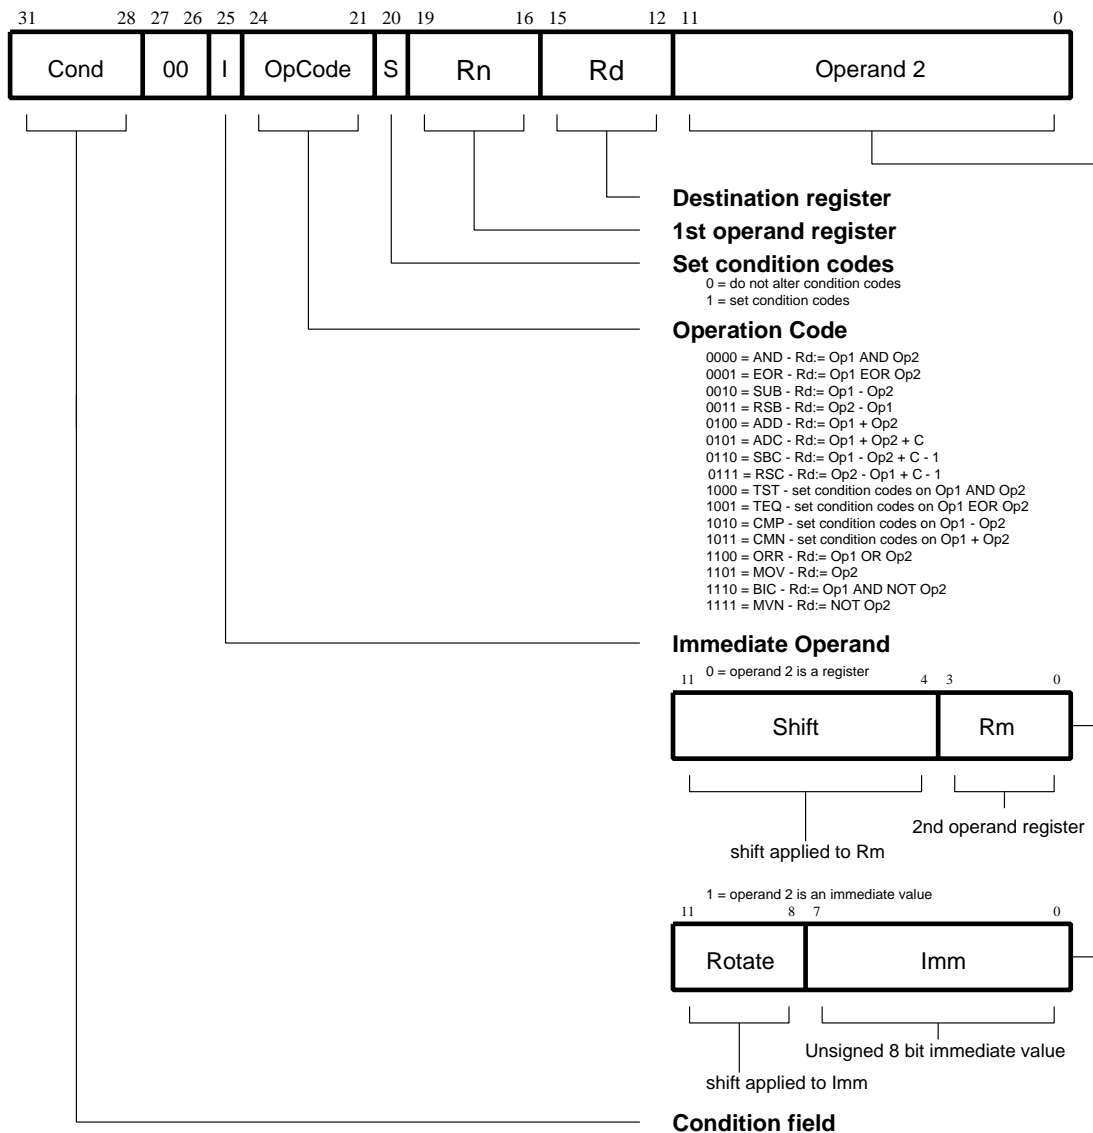 31 28 27 26 25 24 21 20 19 16 15 12 11 0
Cond 00 I OpCode S Rn Rd Operand 2
Destination register
1st operand register
Set condition codes
0 = do not alter condition codes
1 = set condition codes
Operation Code
0000 = AND - Rd:= Op1 AND Op2
0001 = EOR - Rd:= Op1 EOR Op2
0010 = SUB - Rd:= Op1 - Op2
0011 = RSB - Rd:= Op2 - Op1
0100 = ADD - Rd:= Op1 + Op2
0101 = ADC - Rd:= Op1 + Op2 + C
0110 = SBC - Rd:= Op1 - Op2 + C - 1
0111 = RSC - Rd:= Op2 - Op1 + C - 1
1000 = TST - set condition codes on Op1 AND Op2
1001 = TEQ - set condition codes on Op1 EOR Op2
1010 = CMP - set condition codes on Op1 - Op2
1011 = CMN - set condition codes on Op1 + Op2
1100 = ORR - Rd:= Op1 OR Op2
1101 = MOV - Rd:= Op2
1110 = BIC - Rd:= Op1 AND NOT Op2
1111 = MVN - Rd:= NOT Op2
Immediate Operand
0 = operand 2 is a register
11 4 3 0
Shift Rm
2nd operand register
shift applied to Rm
1 = operand 2 is an immediate value
11 8 7 0
Rotate Imm
Unsigned 8 bit immediate value
shift applied to Imm
Condition field